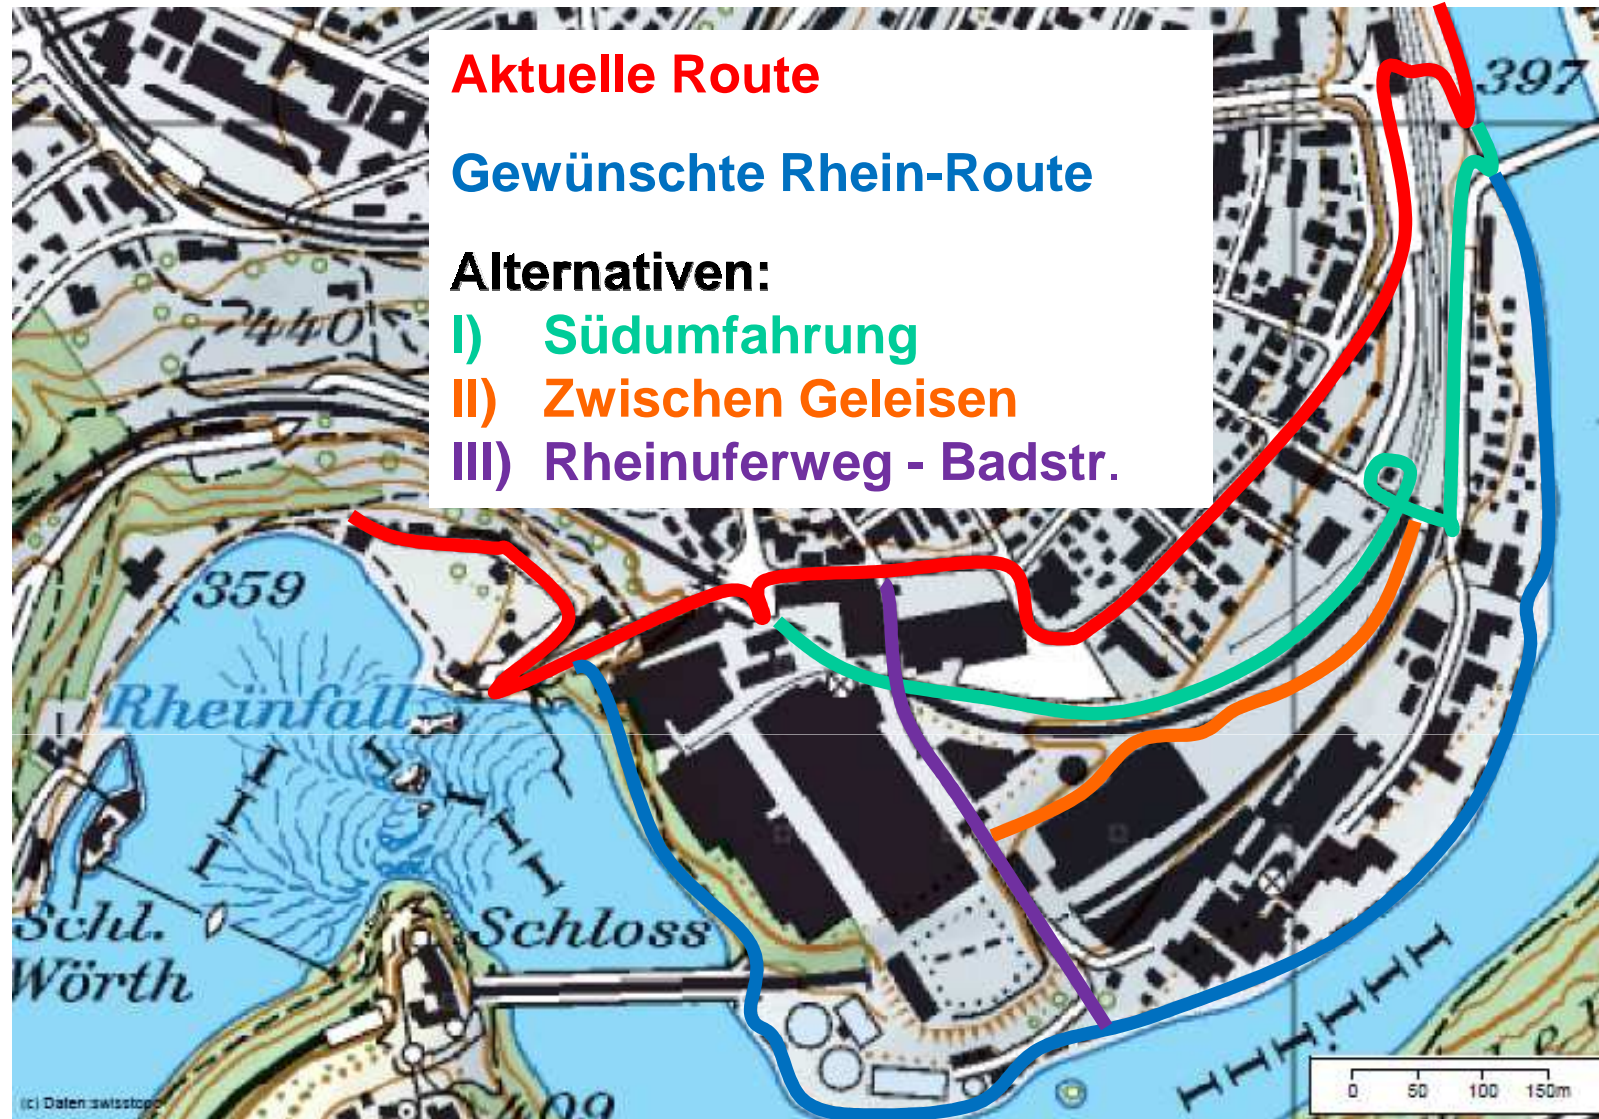 Aktuelle Route
Gewünschte Rhein-Route
Alternativen:
I) Südumfahrung
II) Zwischen Geleisen
III) Rheinuferweg - Badstr.
397
440
359
Rheinfall
Schl.
Wörth
Schloss
409
0 50 100 150m
(c) Daten:swisstopo